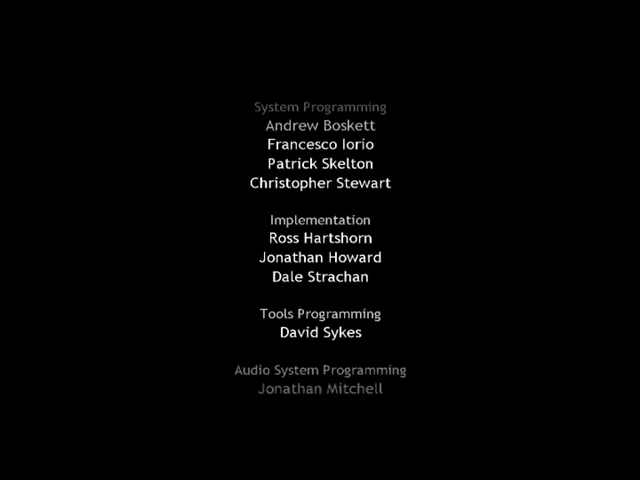 System Programming
Andrew Boskett
Francesco Iorio
Patrick Skelton
Christopher Stewart
Implementation
Ross Hartshorn
Jonathan Howard
Dale Strachan
Tools Programming
David Sykes
Audio System Programming
Jonathan Mitchell